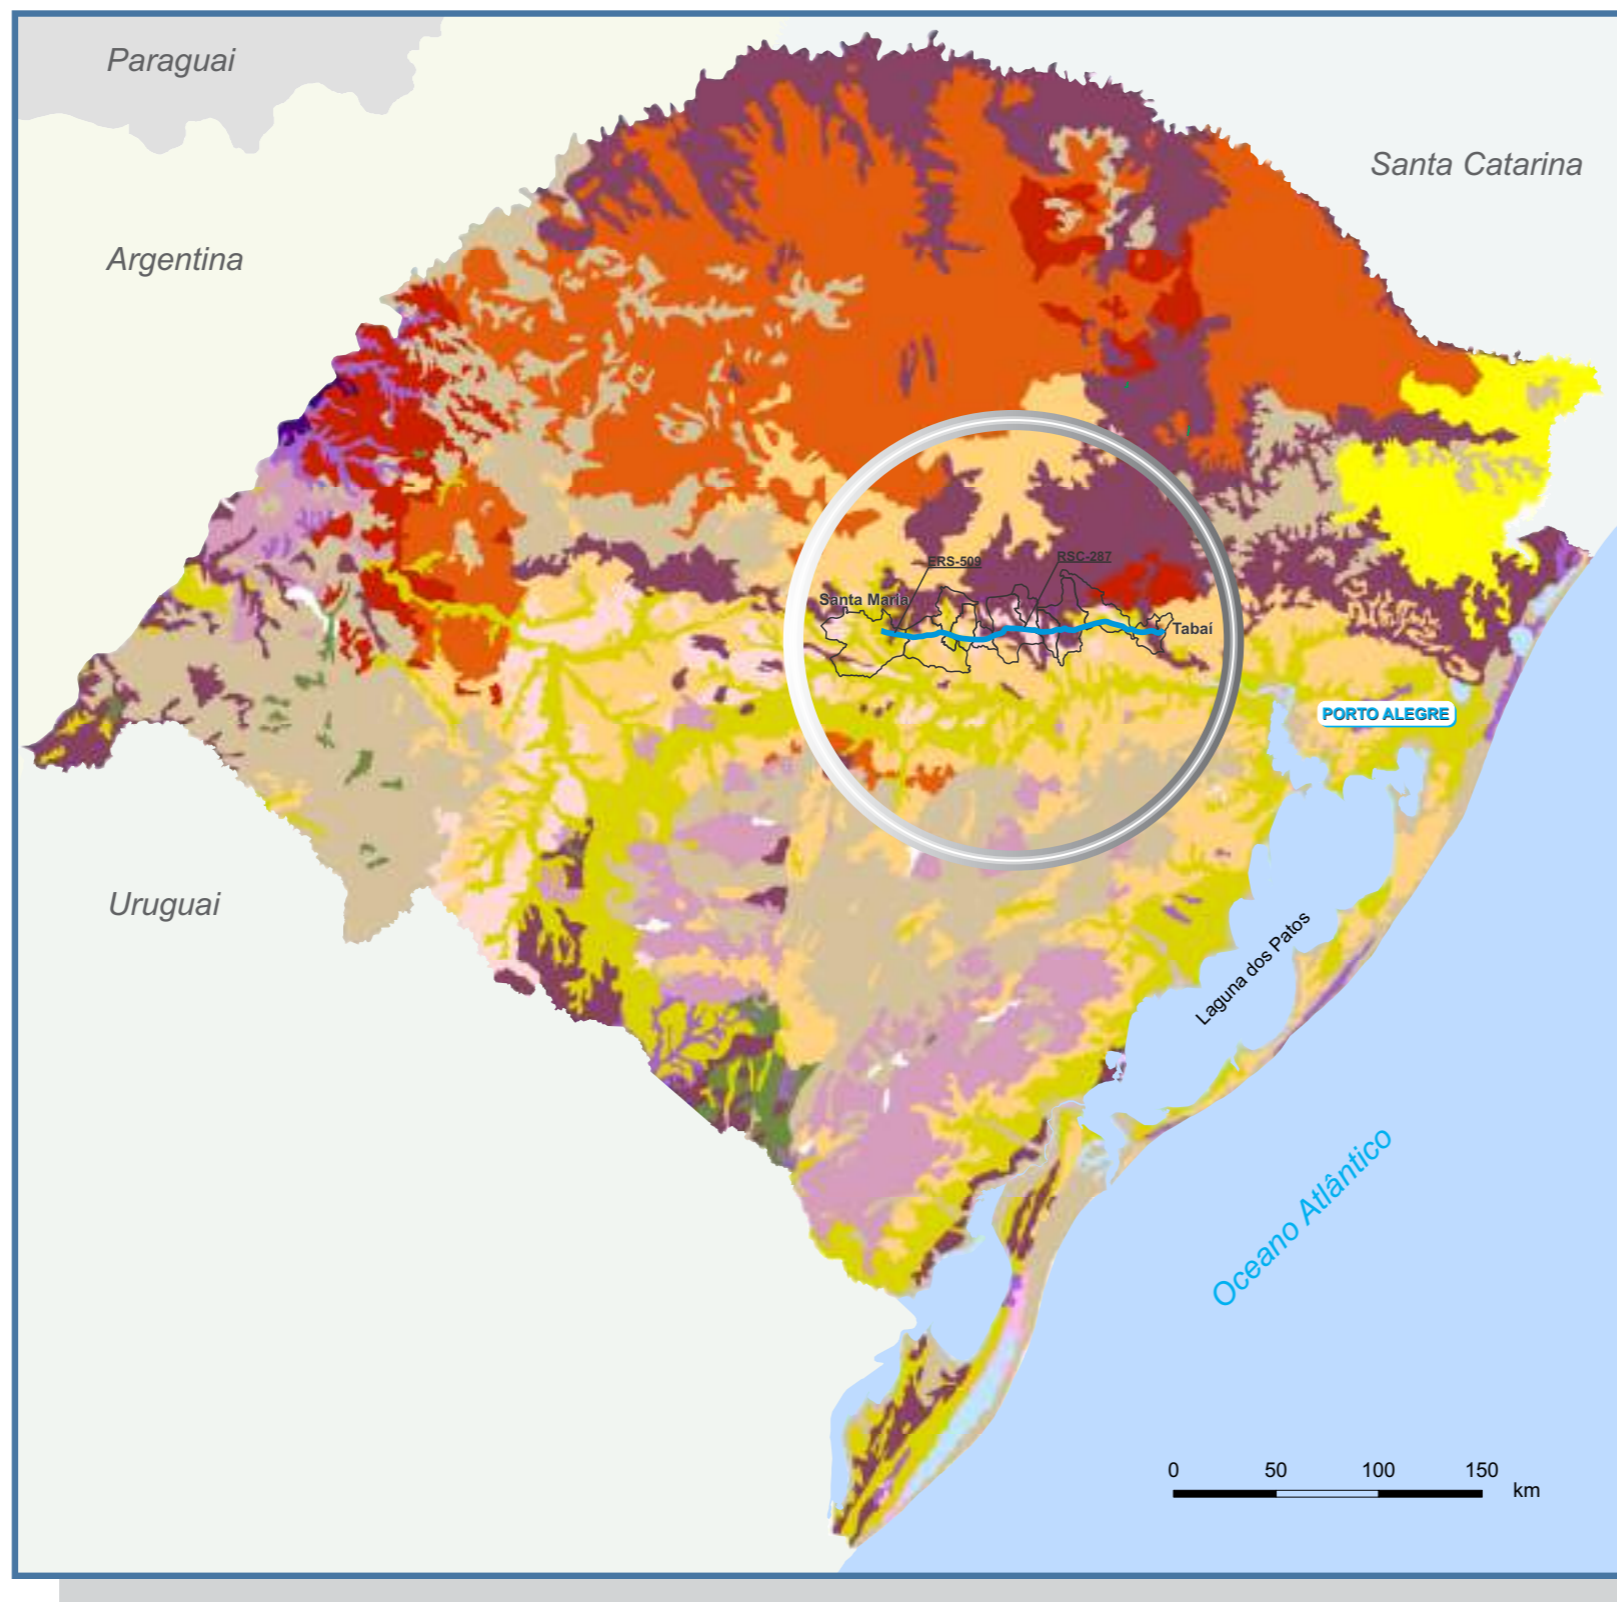 Paraguai
Santa Catarina
Argentina
ERS-509
RSC-287
Santa Maria
Tabaí
PORTO ALEGRE
Uruguai
Laguna dos Patos
Oceano Atlântico
0 50 100 150
km